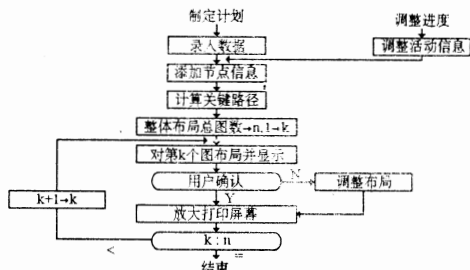 制定计划
调整进度
录入数据
调整活动信息
添加节点信息
计算关键路径
整体布局总图数→n,1→k
对第k个图布局并显示
用户确认
N
调整布局
k+1→k
Y
放大打印屏幕
k:n
<
=
结束